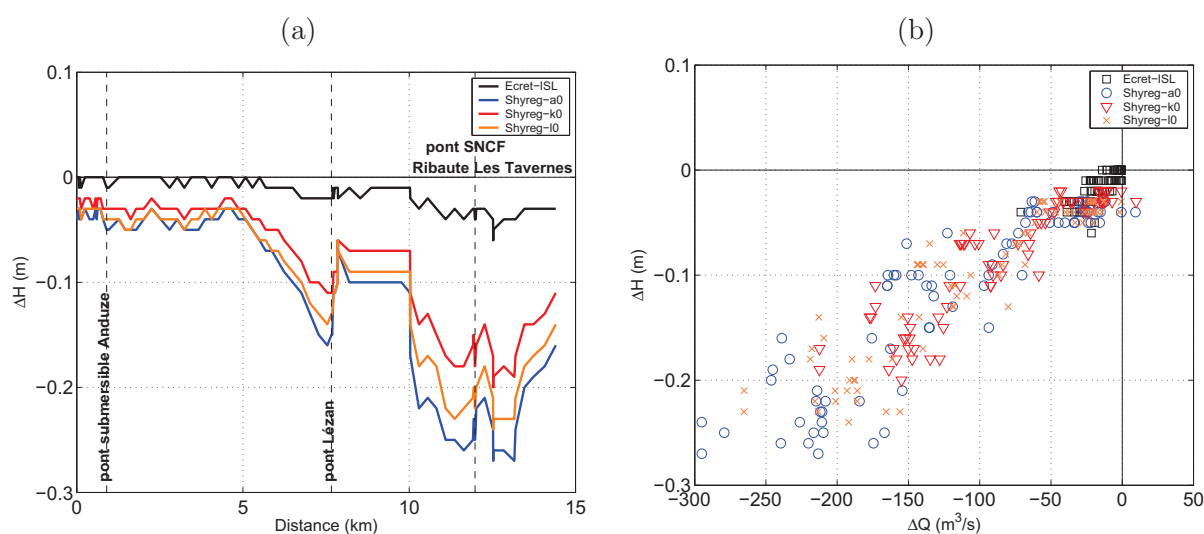 (a)
0.1
0
−0.1
−0.2
−0.3
ΔH (m)
0
5
10
15
Distance (km)
Ecret−ISL
Shyreg−a0
Shyreg−k0
Shyreg−l0
pont SNCF
Ribaute Les Tavernes
pont submersible Anduze
pont Lézan
(b)
0.1
0
−0.1
−0.2
−0.3
ΔH (m)
−300
−250
−200
−150
−100
−50
0
50
ΔQ (m³/s)
Ecret−ISL
Shyreg−a0
Shyreg−k0
Shyreg−l0